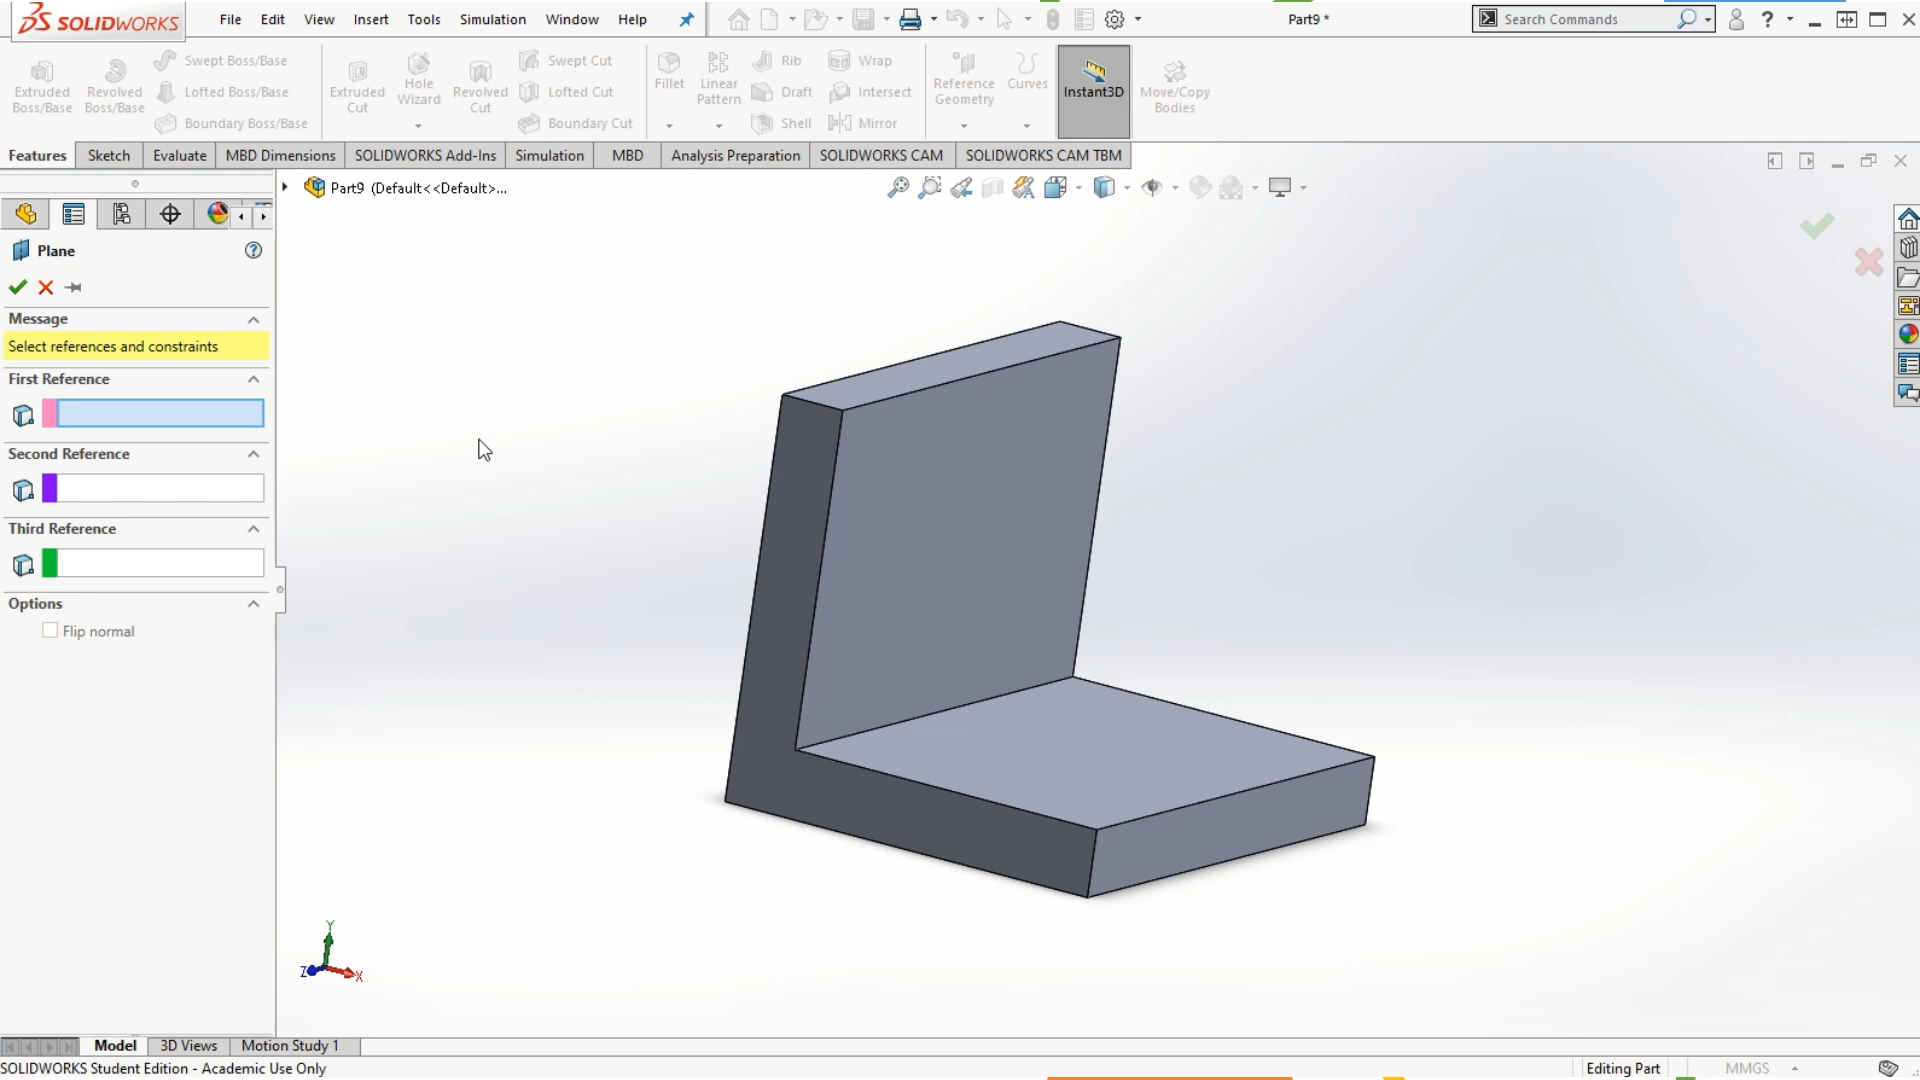 SOLIDWORKS
File Edit View Insert Tools Simulation Window Help
Part9 *
Search Commands
?
Extruded Boss/Base
Revolved Boss/Base
Swept Boss/Base
Lofted Boss/Base
Boundary Boss/Base
Extruded Cut
Hole Wizard
Revolved Cut
Swept Cut
Lofted Cut
Boundary Cut
Fillet
Linear Pattern
Rib
Draft
Shell
Wrap
Intersect
Mirror
Reference Geometry
Curves
Instant3D
Move/Copy Bodies
Features Sketch Evaluate MBD Dimensions SOLIDWORKS Add-Ins Simulation MBD Analysis Preparation SOLIDWORKS CAM SOLIDWORKS CAM TBM
Part9 (Default<<Default>...
Plane
?
Message
Select references and constraints
First Reference
Second Reference
Third Reference
Options
Flip normal
Y
Z
X
Model 3D Views Motion Study 1
SOLIDWORKS Student Edition - Academic Use Only
Editing Part
MMGS